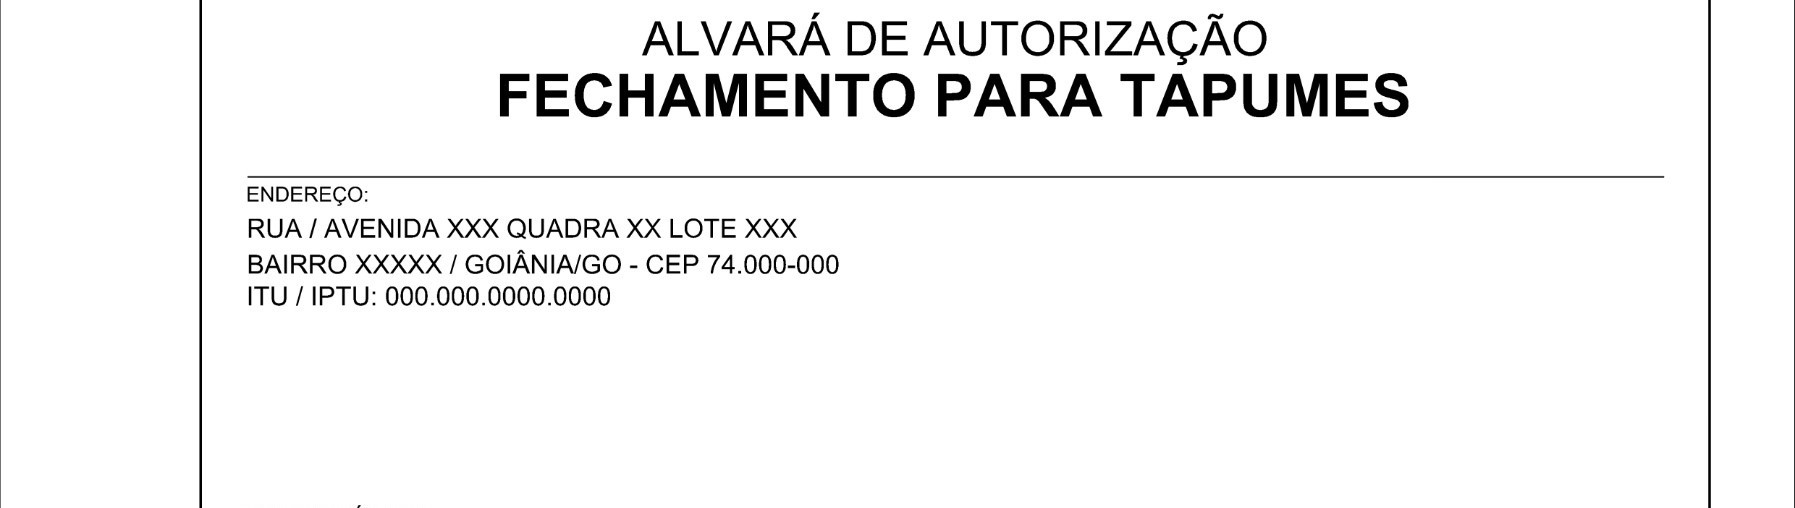 ALVARÁ DE AUTORIZAÇÃO
FECHAMENTO PARA TAPUMES
ENDEREÇO:
RUA / AVENIDA XXX QUADRA XX LOTE XXX
BAIRRO XXXXX / GOIÂNIA/GO - CEP 74.000-000
ITU / IPTU: 000.000.0000.0000